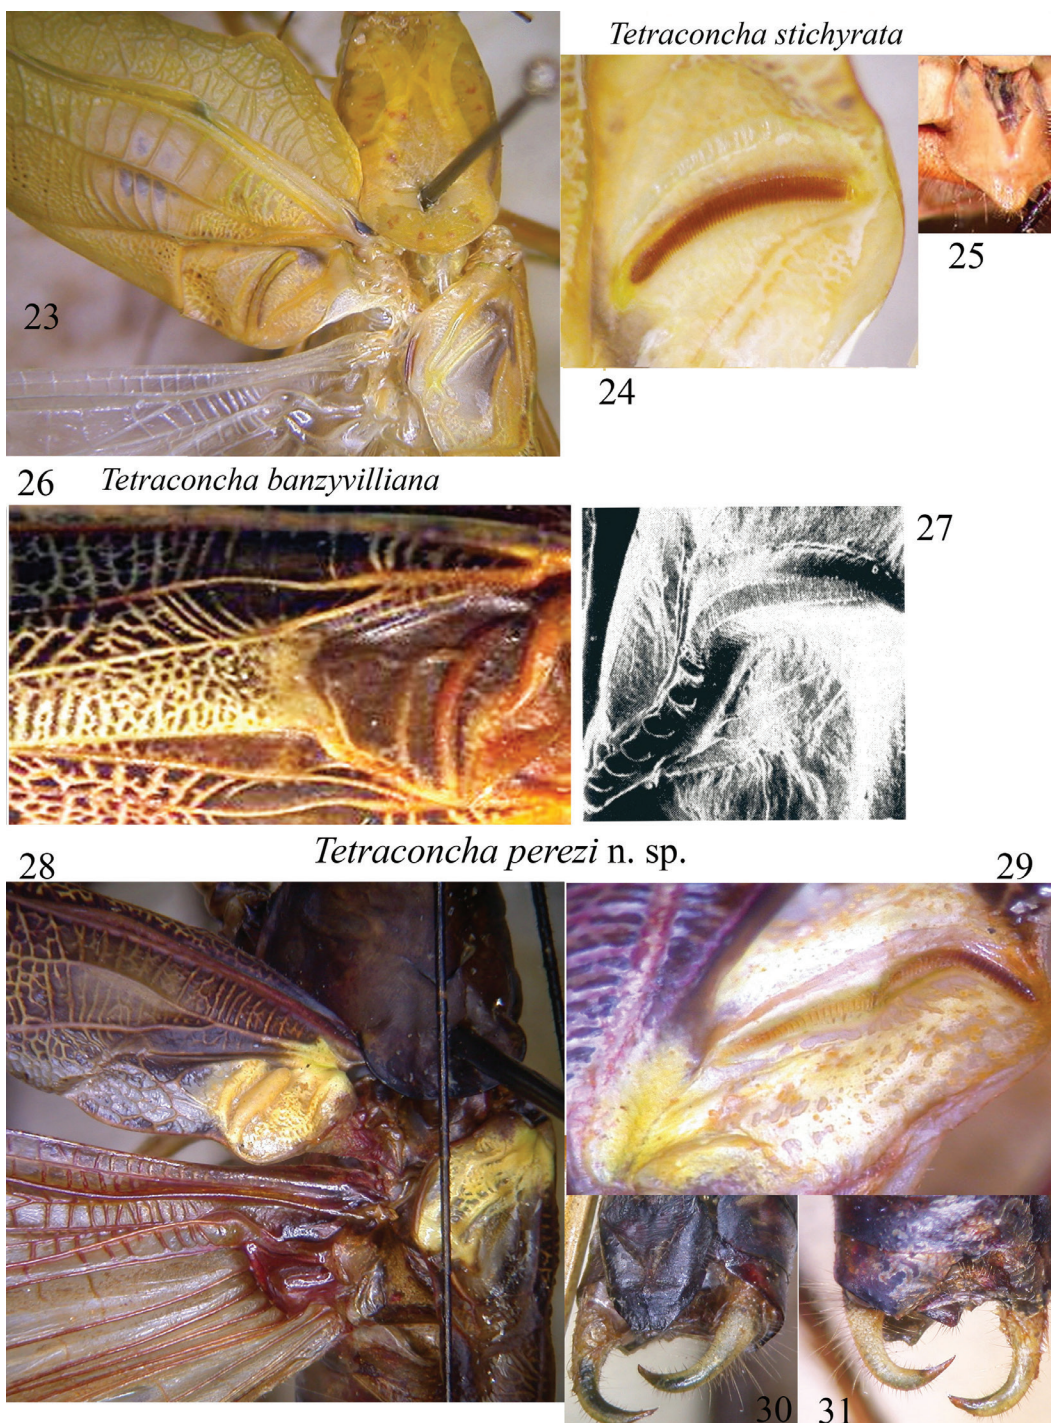 Tetraconcha stichyrata
23
24
25
26 Tetraconcha banzyvilliana
27
Tetraconcha perezi n. sp.
28
29
30
31